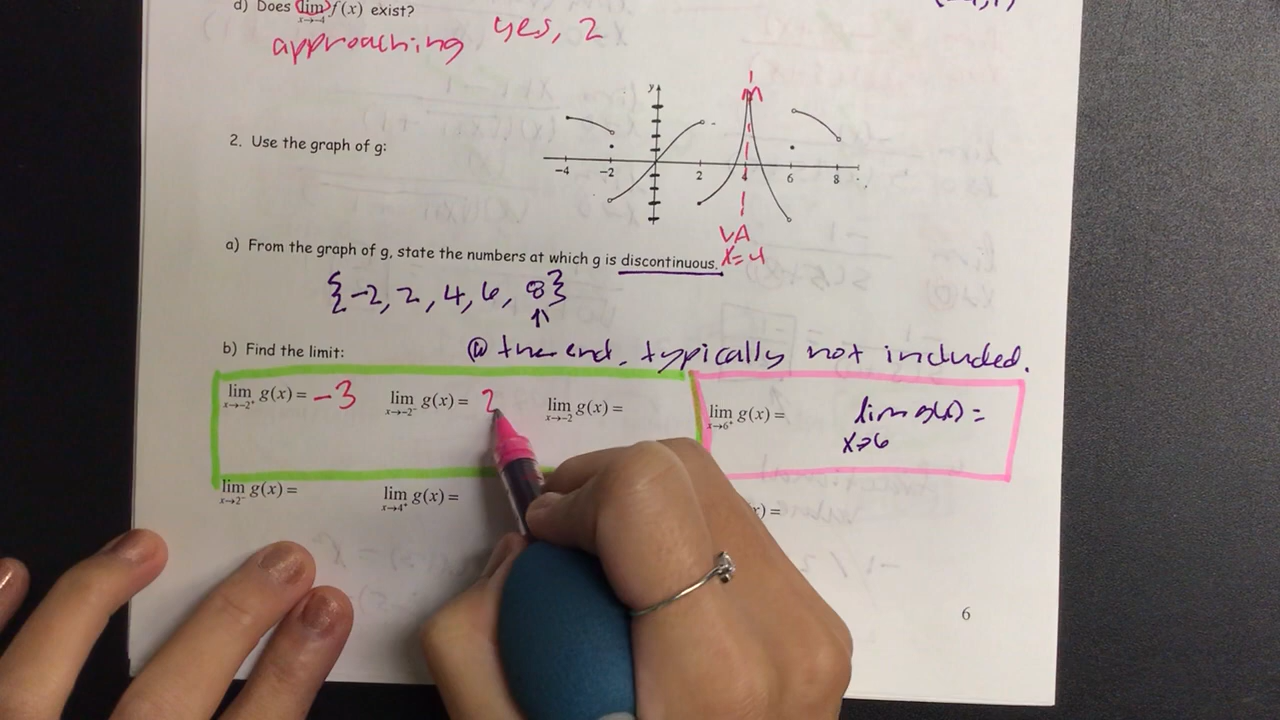 d) Does lim x→-4 f(x) exist?
approaching yes, 2
2. Use the graph of g:
y
-4 -2 2 4 6 8
VA
x=4
a) From the graph of g, state the numbers at which g is discontinuous.
{-2, 2, 4, 6, 8}
@ the end, typically not included.
b) Find the limit:
lim x→-2⁺ g(x) = -3 lim x→-2⁻ g(x) = 2 lim x→-2 g(x) = lim x→6⁺ g(x) = lim g(x) = x→6
lim x→2⁻ g(x) = lim x→4⁺ g(x) = x) =
6